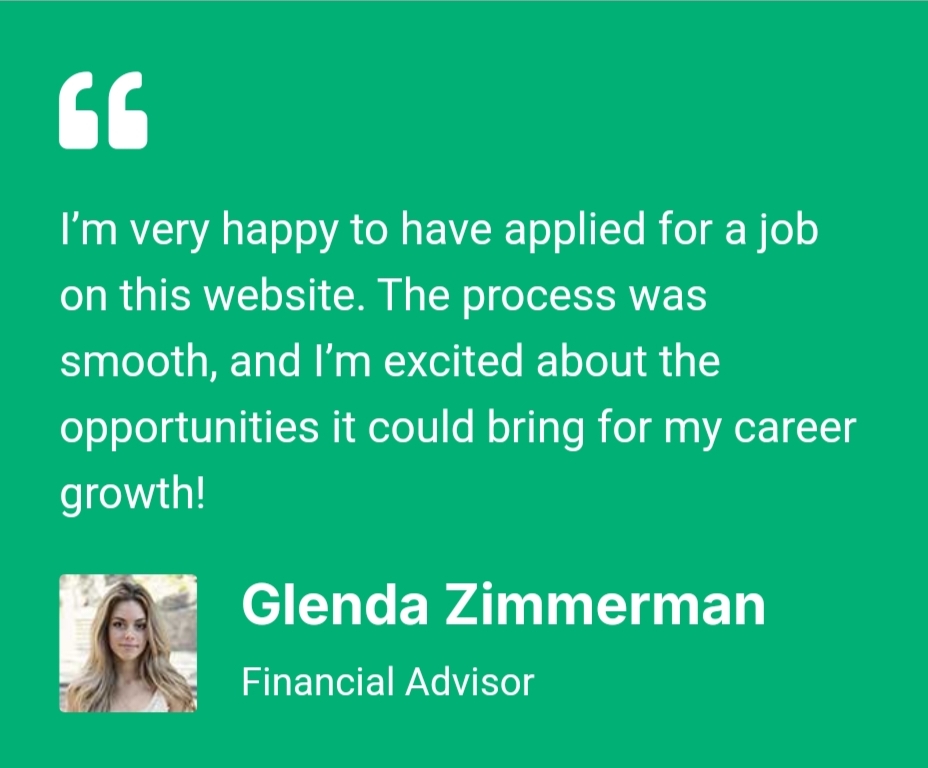 “
I’m very happy to have applied for a job
on this website. The process was
smooth, and I’m excited about the
opportunities it could bring for my career
growth!
Glenda Zimmerman
Financial Advisor